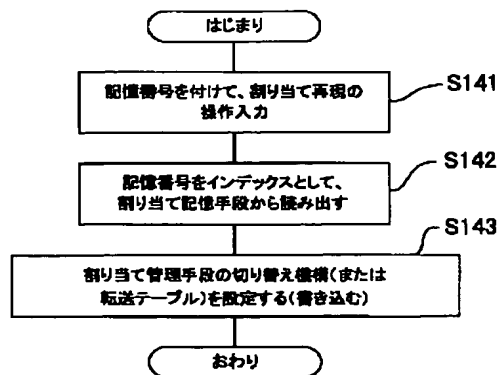 はじまり
記憶番号を付けて、割り当て再現の
操作入力
S141
記憶番号をインデックスとして、
割り当て記憶手段から読み出す
S142
割り当て管理手段の切り替え機構(または
転送テーブル)を設定する(書き込む)
S143
おわり